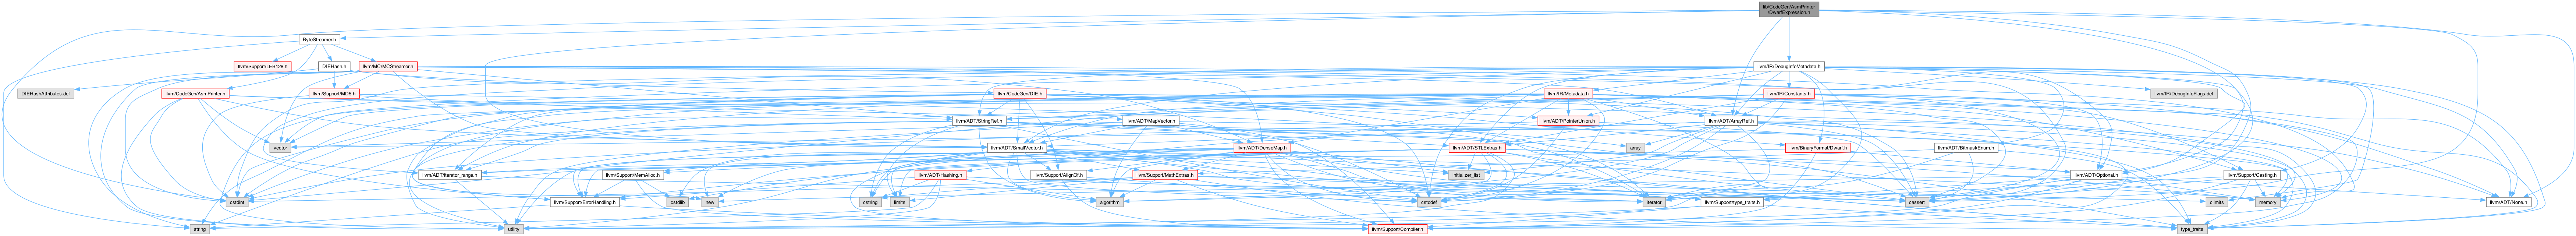 lib/CodeGen/AsmPrinter
/DwarfExpression.h
ByteStreamer.h
llvm/Support/LEB128.h
DIEHash.h
llvm/MC/MCStreamer.h
llvm/IR/DebugInfoMetadata.h
DIEHashAttributes.def
llvm/CodeGen/AsmPrinter.h
llvm/Support/MD5.h
llvm/CodeGen/DIE.h
llvm/IR/Metadata.h
llvm/IR/Constants.h
llvm/IR/DebugInfoFlags.def
llvm/ADT/StringRef.h
llvm/ADT/MapVector.h
llvm/ADT/PointerUnion.h
llvm/ADT/ArrayRef.h
vector
llvm/ADT/SmallVector.h
llvm/ADT/DenseMap.h
llvm/ADT/STLExtras.h
array
llvm/BinaryFormat/Dwarf.h
llvm/ADT/BitmaskEnum.h
llvm/ADT/iterator_range.h
llvm/Support/MemAlloc.h
llvm/ADT/Hashing.h
llvm/Support/AlignOf.h
llvm/Support/MathExtras.h
initializer_list
llvm/ADT/Optional.h
llvm/Support/Casting.h
cstdint
llvm/Support/ErrorHandling.h
cstdlib
new
cstring
limits
algorithm
cstddef
iterator
llvm/Support/type_traits.h
cassert
climits
memory
llvm/ADT/None.h
string
utility
llvm/Support/Compiler.h
type_traits